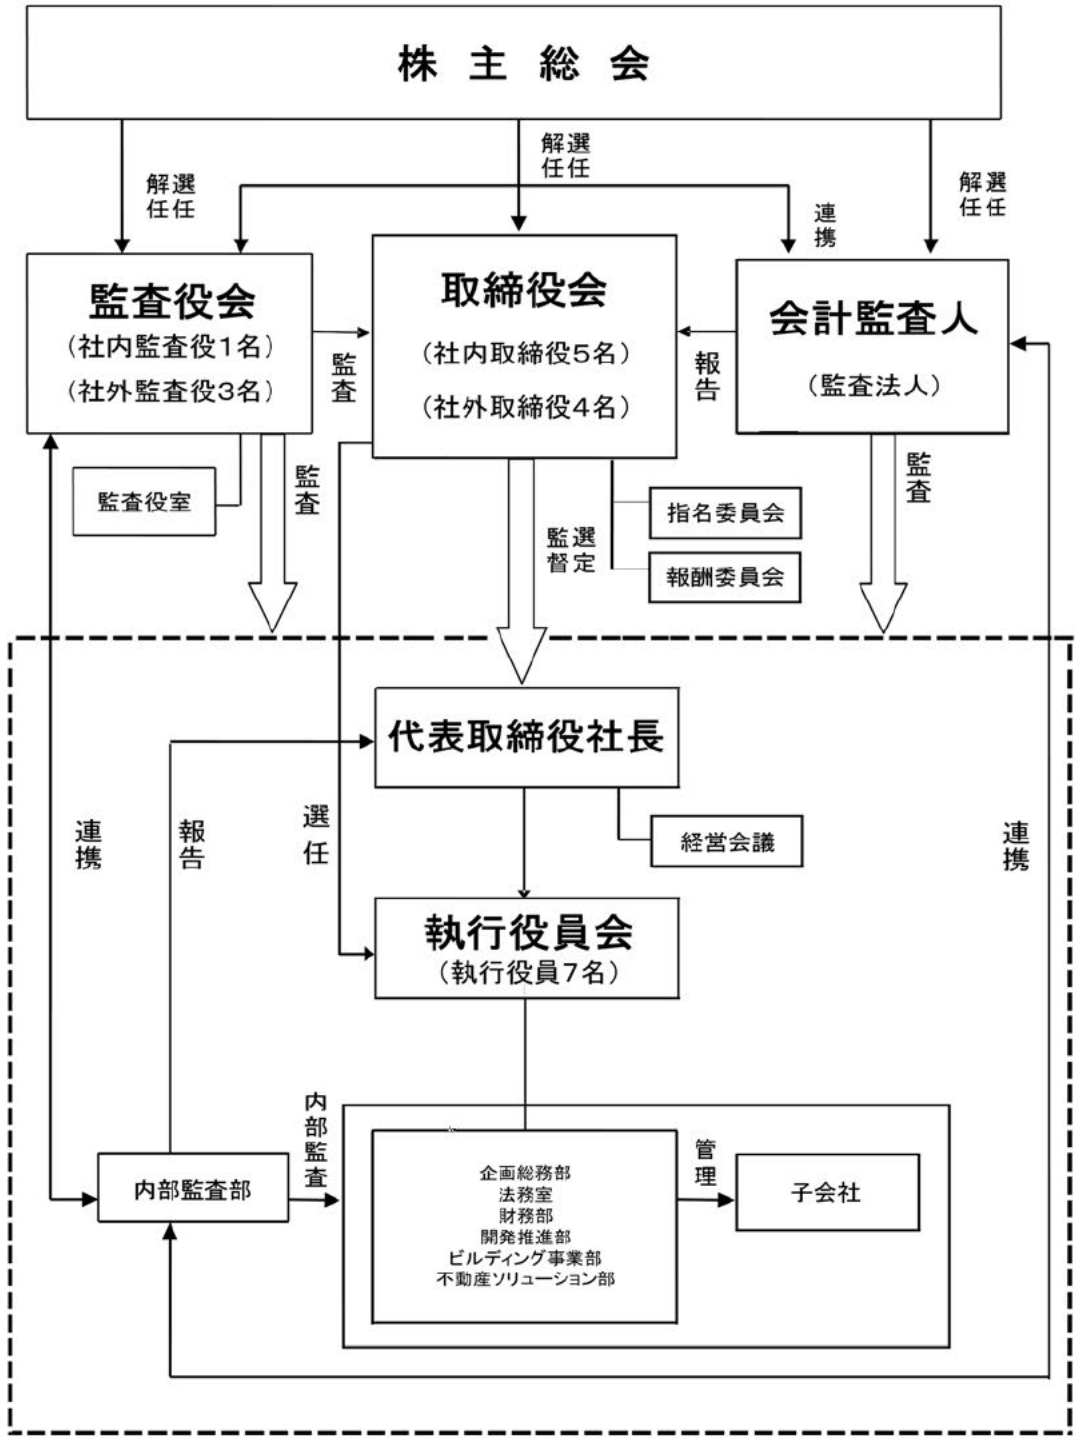 株主総会
選任
解任
選任
解任
選任
解任
連携
監査役会
(社内監査役1名)
(社外監査役3名)
監査
取締役会
(社内取締役5名)
(社外取締役4名)
報告
会計監査人
(監査法人)
監査役室
監査
選定
監督
指名委員会
報酬委員会
監査
代表取締役社長
経営会議
連携
報告
選任
連携
執行役員会
(執行役員7名)
内部監査部
内部監査
企画総務部
法務室
財務部
開発推進部
ビルディング事業部
不動産ソリューション部
管理
子会社